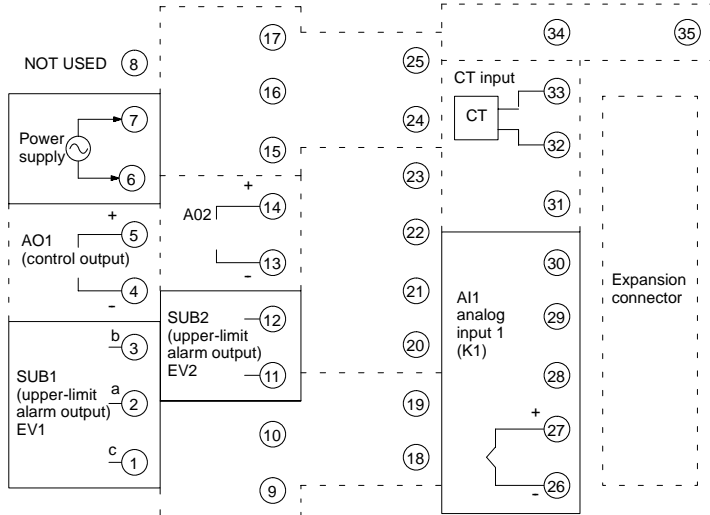 NOT USED 8
Power
supply
7
6
+
AO1
(control output)
5
4
-
SUB1
(upper-limit
alarm output)
EV1
b
3
a
2
c
1
17
16
15
+
A02
14
13
-
SUB2
(upper-limit
alarm output)
EV2
12
11
10
9
25
24
23
22
21
20
19
18
34
35
CT input
CT
33
32
31
AI1
analog
input 1
(K1)
30
29
28
+
27
-
26
Expansion
connector